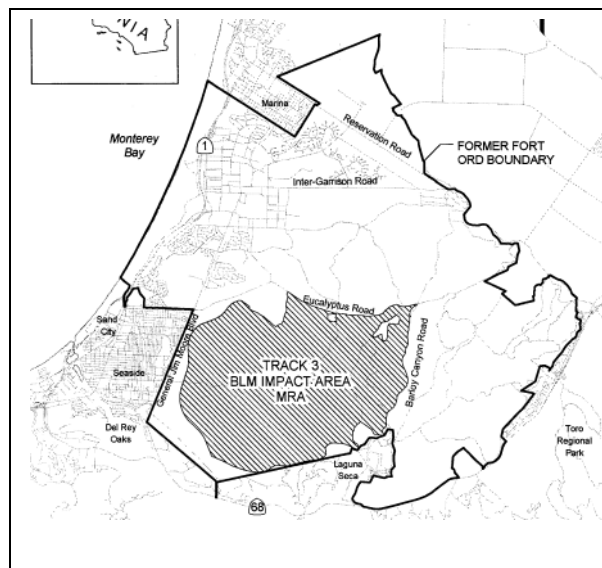 NIA
Marina
Monterey
Bay
1
Reservation Road
FORMER FORT
ORD BOUNDARY
Inter-Garrison Road
Eucalyptus Road
Sand
City
General Jim Moore Blvd
Barloy Canyon Road
Seaside
TRACK 3
BLM IMPACT AREA
MRA
Del Rey
Oaks
Toro
Regional
Park
Laguna
Seca
68